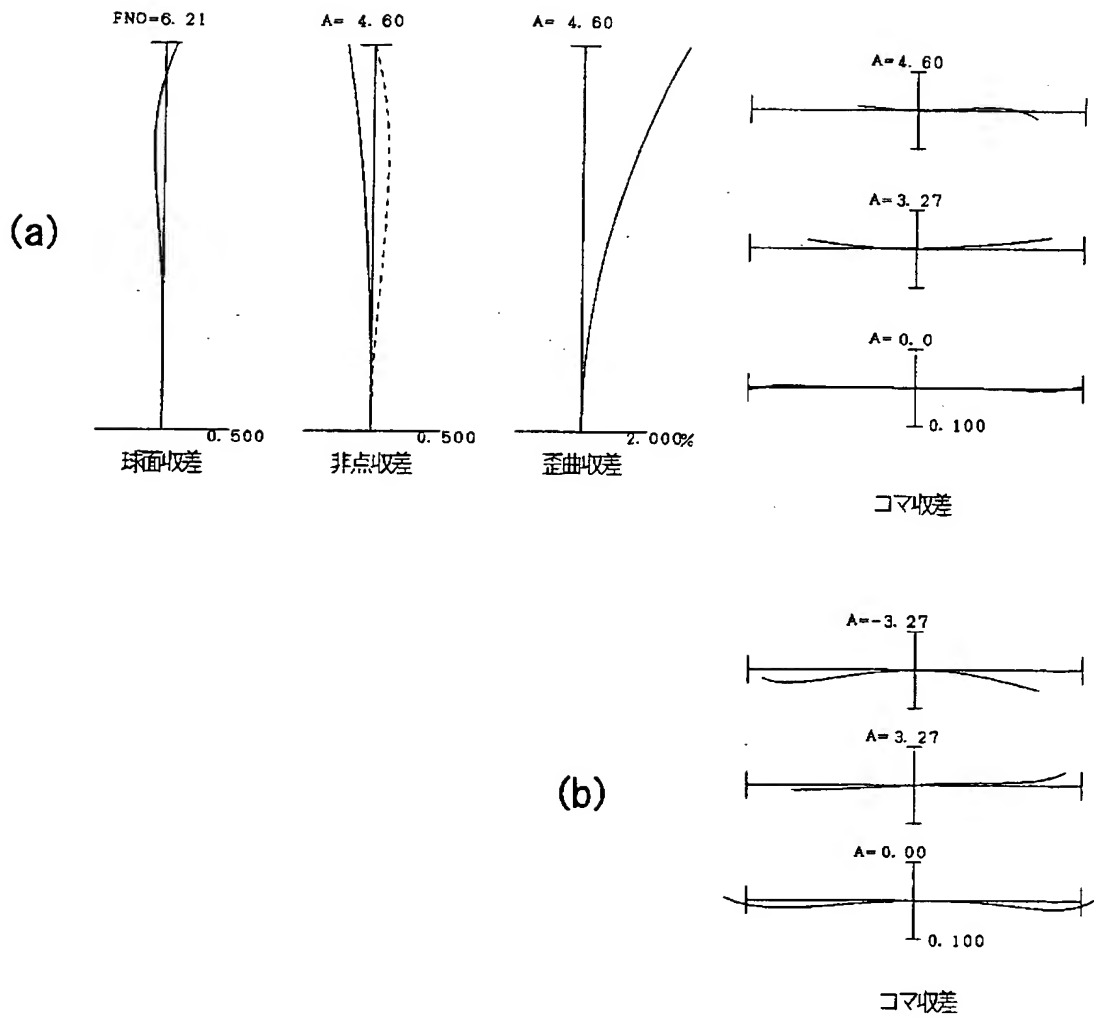 FNO=6.21
A= 4.60
A= 4.60
A=4.60
A=3.27
(a)
A=0.0
0.100
0.500
0.500
2.000%
球面収差
非点収差
歪曲収差
コマ収差
A=-3.27
A=3.27
(b)
A=0.00
0.100
コマ収差